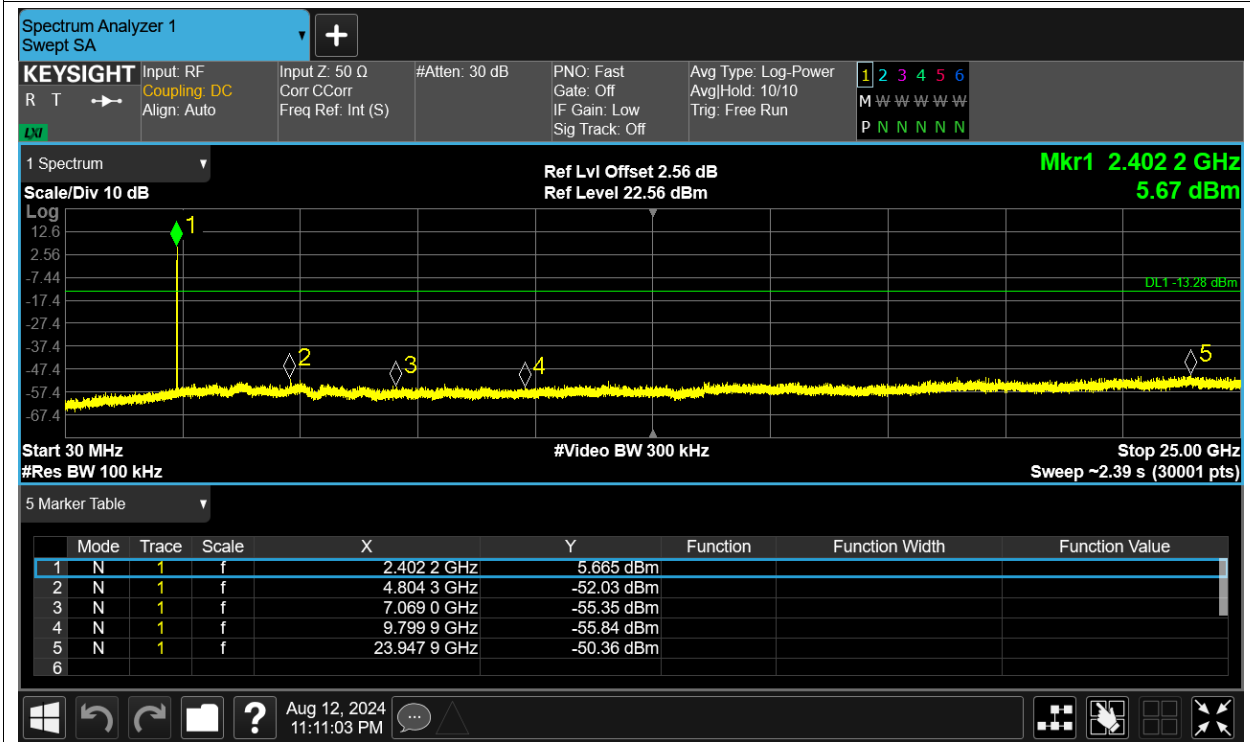 Spectrum Analyzer 1
Swept SA
+
KEYSIGHT Input: RF Input Z: 50 Ω #Atten: 30 dB PNO: Fast Avg Type: Log-Power 1 2 3 4 5 6
R T Coupling: DC Corr CCorr Gate: Off Avg|Hold: 10/10 M W W W W W
Align: Auto Freq Ref: Int (S) IF Gain: Low Trig: Free Run
LXI Sig Track: Off P N N N N N
1 Spectrum
Ref Lvl Offset 2.56 dB Mkr1 2.402 2 GHz
Scale/Div 10 dB Ref Level 22.56 dBm 5.67 dBm
Log
1
12.6
2.56
-7.44
DL1 -13.28 dBm
-17.4
-27.4
-37.4
2 3 4 5
-47.4
-57.4
-67.4
Start 30 MHz #Video BW 300 kHz Stop 25.00 GHz
#Res BW 100 kHz Sweep ~2.39 s (30001 pts)
5 Marker Table
Mode Trace Scale X Y Function Function Width Function Value
1 N 1 f 2.402 2 GHz 5.665 dBm
2 N 1 f 4.804 3 GHz -52.03 dBm
3 N 1 f 7.069 0 GHz -55.35 dBm
4 N 1 f 9.799 9 GHz -55.84 dBm
5 N 1 f 23.947 9 GHz -50.36 dBm
6
? Aug 12, 2024
11:11:03 PM